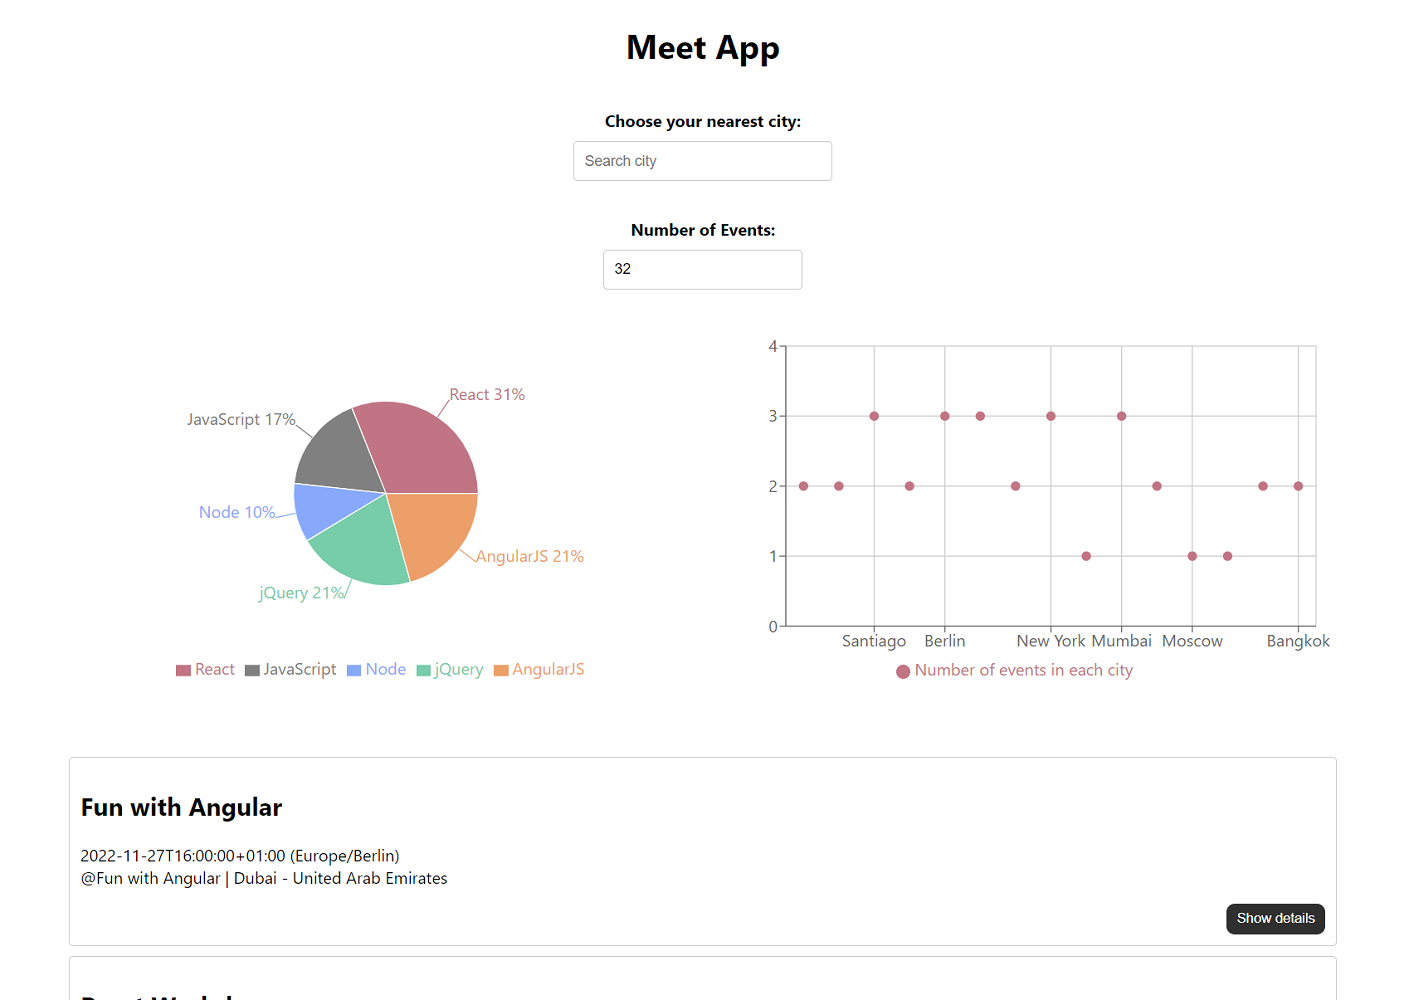 Meet App
Choose your nearest city:
Search city
Number of Events:
32
React 31%
JavaScript 17%
Node 10%
AngularJS 21%
jQuery 21%
React JavaScript Node jQuery AngularJS
4
3
2
1
0
Santiago Berlin New York Mumbai Moscow Bangkok
Number of events in each city
Fun with Angular
2022-11-27T16:00:00+01:00 (Europe/Berlin)
@Fun with Angular | Dubai - United Arab Emirates
Show details